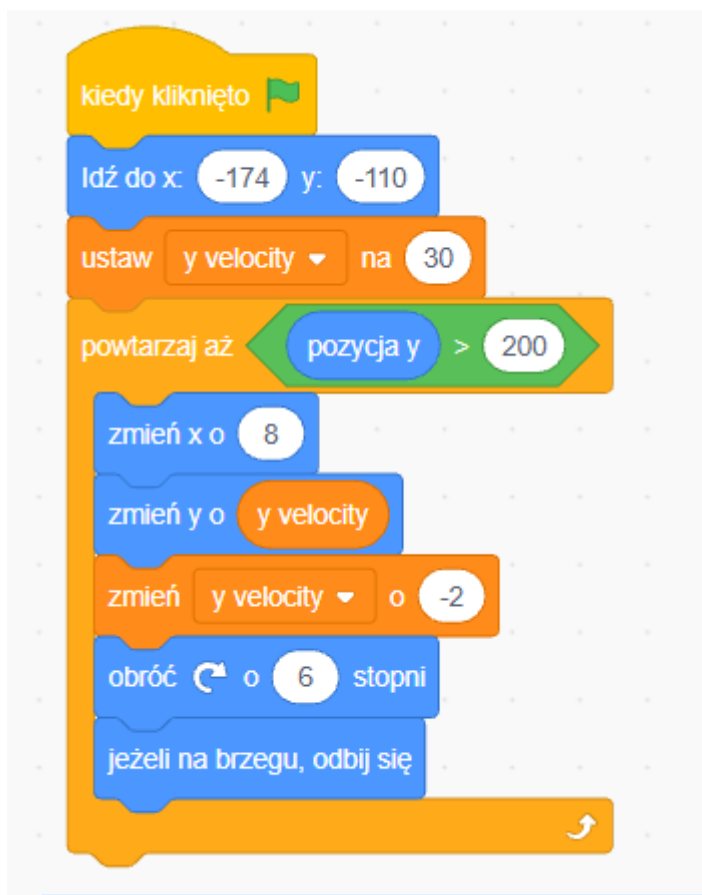 kiedy kliknięto
Idź do x: -174 y: -110
ustaw y velocity na 30
powtarzaj aż pozycja y > 200
zmień x o 8
zmień y o y velocity
zmień y velocity o -2
obróć o 6 stopni
jeżeli na brzegu, odbij się